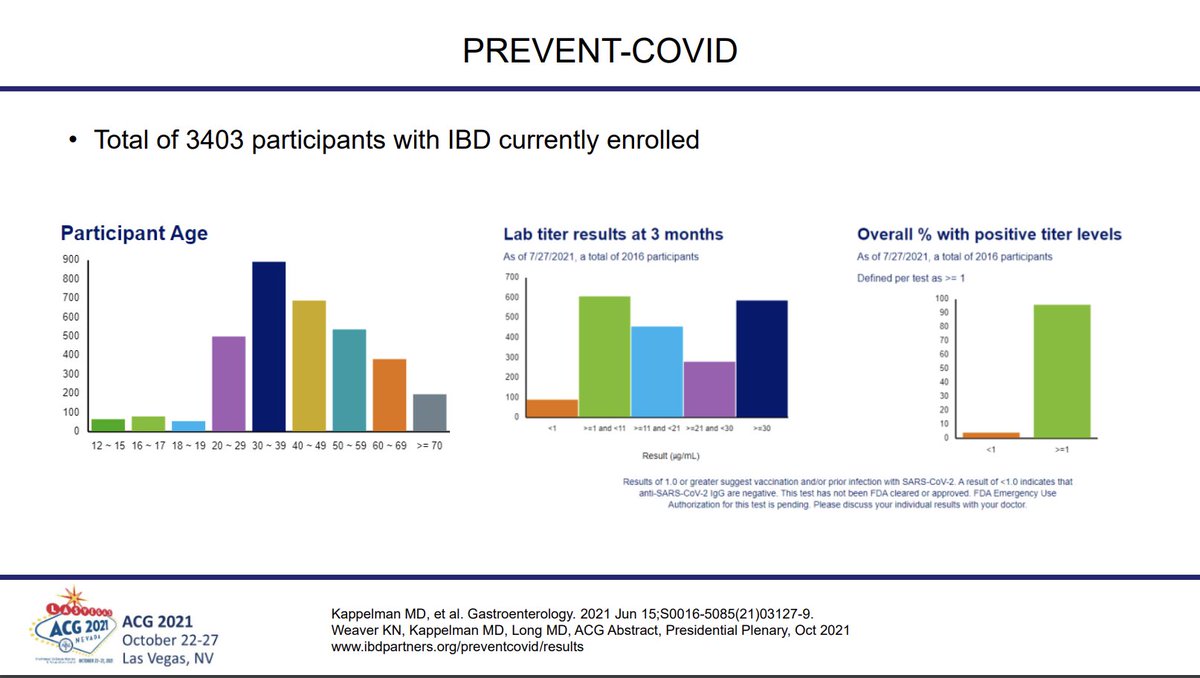 PREVENT-COVID
• Total of 3403 participants with IBD currently enrolled
Participant Age
900
800
700
600
500
400
300
200
100
0
12 ~ 15 16 ~ 17 18 ~ 19 20 ~ 29 30 ~ 39 40 ~ 49 50 ~ 59 60 ~ 69 >= 70
Lab titer results at 3 months
As of 7/27/2021, a total of 2016 participants
700
600
500
400
300
200
100
0
<1 >=1 and <11 >=11 and <21 >=21 and <30 >=30
Result (µg/mL)
Overall % with positive titer levels
As of 7/27/2021, a total of 2016 participants
Defined per test as >= 1
100
90
80
70
60
50
40
30
20
10
0
<1 >=1
Results of 1.0 or greater suggest vaccination and/or prior infection with SARS-CoV-2. A result of <1.0 indicates that
anti-SARS-CoV-2 IgG are negative. This test has not been FDA cleared or approved. FDA Emergency Use
Authorization for this test is pending. Please discuss your individual results with your doctor.
LAS VEGAS
ACG 2021
NEVADA
ACG 2021
October 22-27
Las Vegas, NV
Kappelman MD, et al. Gastroenterology. 2021 Jun 15;S0016-5085(21)03127-9.
Weaver KN, Kappelman MD, Long MD, ACG Abstract, Presidential Plenary, Oct 2021
www.ibdpartners.org/preventcovid/results